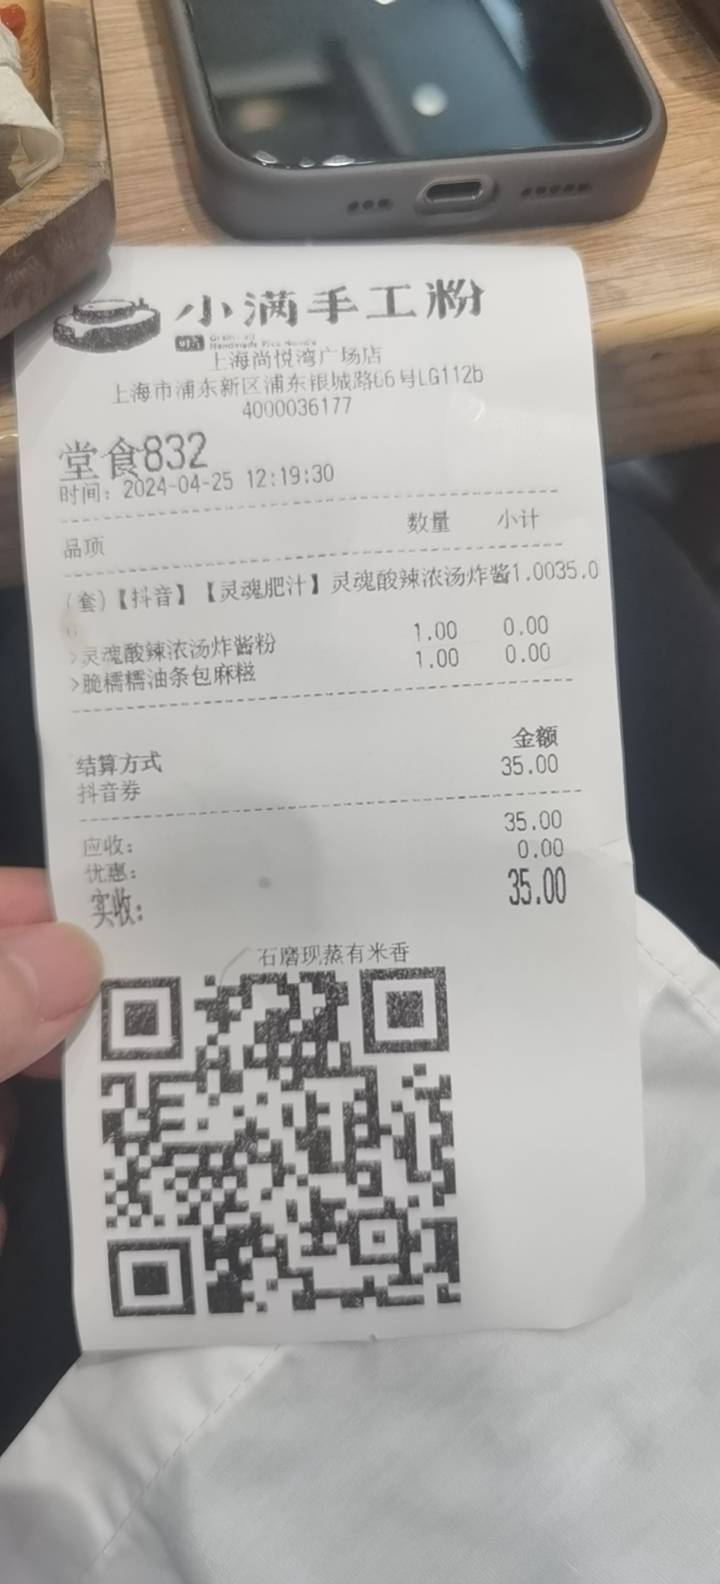 小满手工粉
上海尚悦湾广场店
上海市浦东新区浦东银城路66号LG112b
4000036177
堂食832
时间：2024-04-25 12:19:30
品项 数量 小计
(套)【抖音】【灵魂肥汁】灵魂酸辣浓汤炸酱1.0035.0
0
>灵魂酸辣浓汤炸酱粉 1.00 0.00
>脆糯糯油条包麻糍 1.00 0.00
结算方式 金额
抖音券 35.00
应收： 35.00
优惠： 0.00
实收： 35.00
石磨现蒸有米香